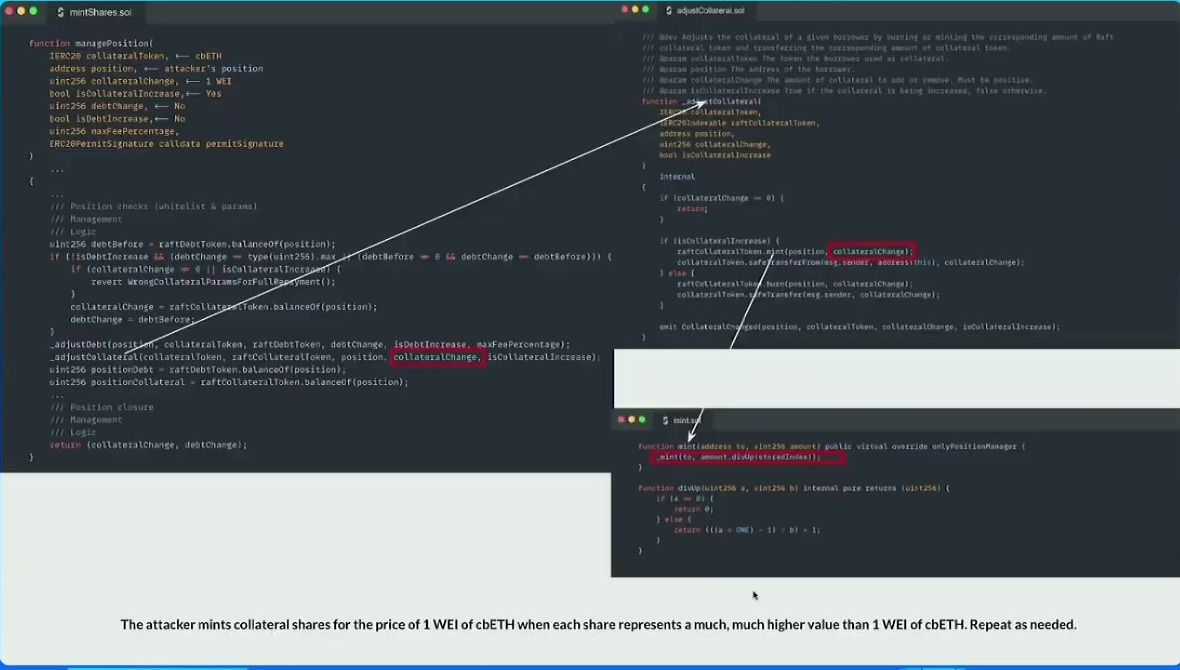 mintShares.sol
function managePosition(
IERC20 collateralToken, <— cbETH
address position, <— attacker's position
uint256 collateralChange, <— 1 WEI
bool isCollateralIncrease, <— Yes
uint256 debtChange, <— No
bool isDebtIncrease, <— No
uint256 maxFeePercentage,
ERC20PermitSignature calldata permitSignature
)
...
{
...
/// Position checks (whitelist & params)
/// Management
/// Logic
uint256 debtBefore = raftDebtToken.balanceOf(position);
if (!isDebtIncrease && (debtChange == type(uint256).max || (debtBefore != 0 && debtChange == debtBefore))) {
if (collateralChange != 0 || isCollateralIncrease) {
revert WrongCollateralParamsForFullRepayment();
}
collateralChange = raftCollateralToken.balanceOf(position);
debtChange = debtBefore;
}
_adjustDebt(position, collateralToken, raftDebtToken, debtChange, isDebtIncrease, maxFeePercentage);
_adjustCollateral(collateralToken, raftCollateralToken, position, collateralChange, isCollateralIncrease);
uint256 positionDebt = raftDebtToken.balanceOf(position);
uint256 positionCollateral = raftCollateralToken.balanceOf(position);
...
/// Position closure
/// Management
/// Logic
return (collateralChange, debtChange);
}
adjustCollateral.sol
/// @dev Adjusts the collateral of a given borrower by burning or minting the corresponding amount of Raft
/// collateral token and transferring the corresponding amount of collateral token.
/// @param collateralToken The token the borrower used as collateral.
/// @param position The address of the borrower.
/// @param collateralChange The amount of collateral to add or remove. Must be positive.
/// @param isCollateralIncrease True if the collateral is being increased, false otherwise.
function _adjustCollateral(
IERC20 collateralToken,
IERC20Indexable raftCollateralToken,
address position,
uint256 collateralChange,
bool isCollateralIncrease
)
internal
{
if (collateralChange == 0) {
return;
}
if (isCollateralIncrease) {
raftCollateralToken.mint(position, collateralChange);
collateralToken.safeTransferFrom(msg.sender, address(this), collateralChange);
} else {
raftCollateralToken.burn(position, collateralChange);
collateralToken.safeTransfer(msg.sender, collateralChange);
}
emit CollateralChanged(position, collateralToken, collateralChange, isCollateralIncrease);
}
mint.sol
function mint(address to, uint256 amount) public virtual override onlyPositionManager {
_mint(to, amount.divUp(storedIndex));
}
function divUp(uint256 a, uint256 b) internal pure returns (uint256) {
if (a == 0) {
return 0;
} else {
return (((a * ONE) - 1) / b) + 1;
}
}
The attacker mints collateral shares for the price of 1 WEI of cbETH when each share represents a much, much higher value than 1 WEI of cbETH. Repeat as needed.